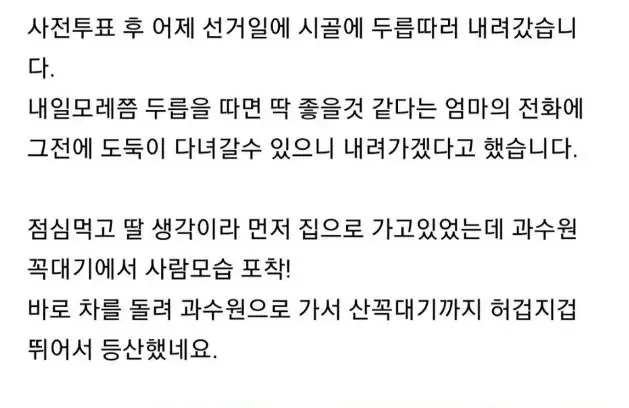 사전투표 후 어제 선거일에 시골에 두릅따러 내려갔습니
다.
내일모레쯤 두릅을 따면 딱 좋을것 같다는 엄마의 전화에
그전에 도둑이 다녀갈수 있으니 내려가겠다고 했습니다.
점심먹고 딸 생각이라 먼저 집으로 가고있었는데 과수원
꼭대기에서 사람모습 포착!
바로 차를 돌려 과수원으로 가서 산꼭대기까지 허겁지겁
뛰어서 등산했네요.